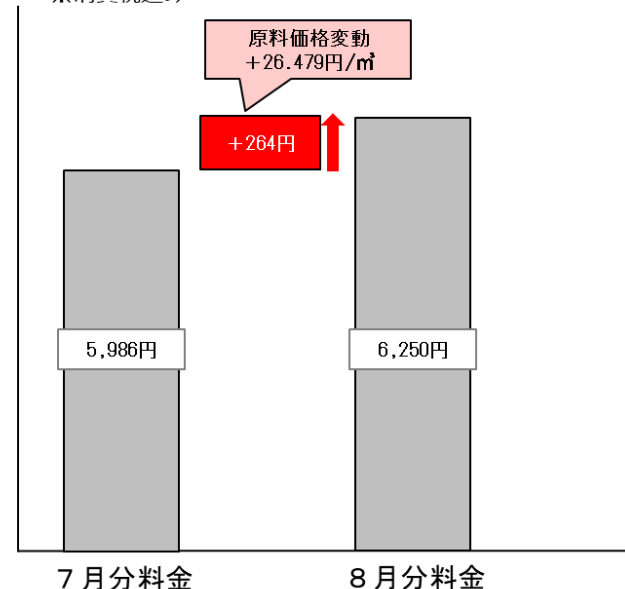 原料価格変動
+26.479円/㎥
+264円
5,986円
6,250円
7月分料金
8月分料金